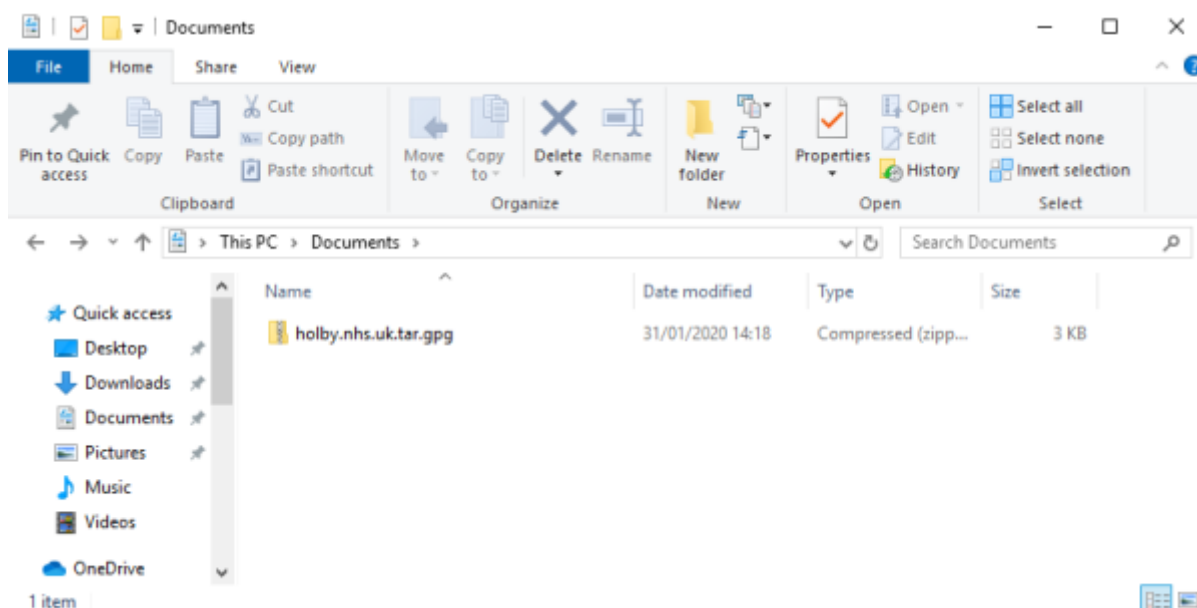 Documents
File Home Share View
Pin to Quick access
Copy
Paste
Cut
Copy path
Paste shortcut
Clipboard
Move to
Copy to
Delete
Rename
Organize
New folder
New
Properties
Open
Edit
History
Open
Select all
Select none
Invert selection
Select
This PC > Documents >
Search Documents
Quick access
Desktop
Downloads
Documents
Pictures
Music
Videos
OneDrive
Name Date modified Type Size
holby.nhs.uk.tar.gpg 31/01/2020 14:18 Compressed (zipp... 3 KB
1 item